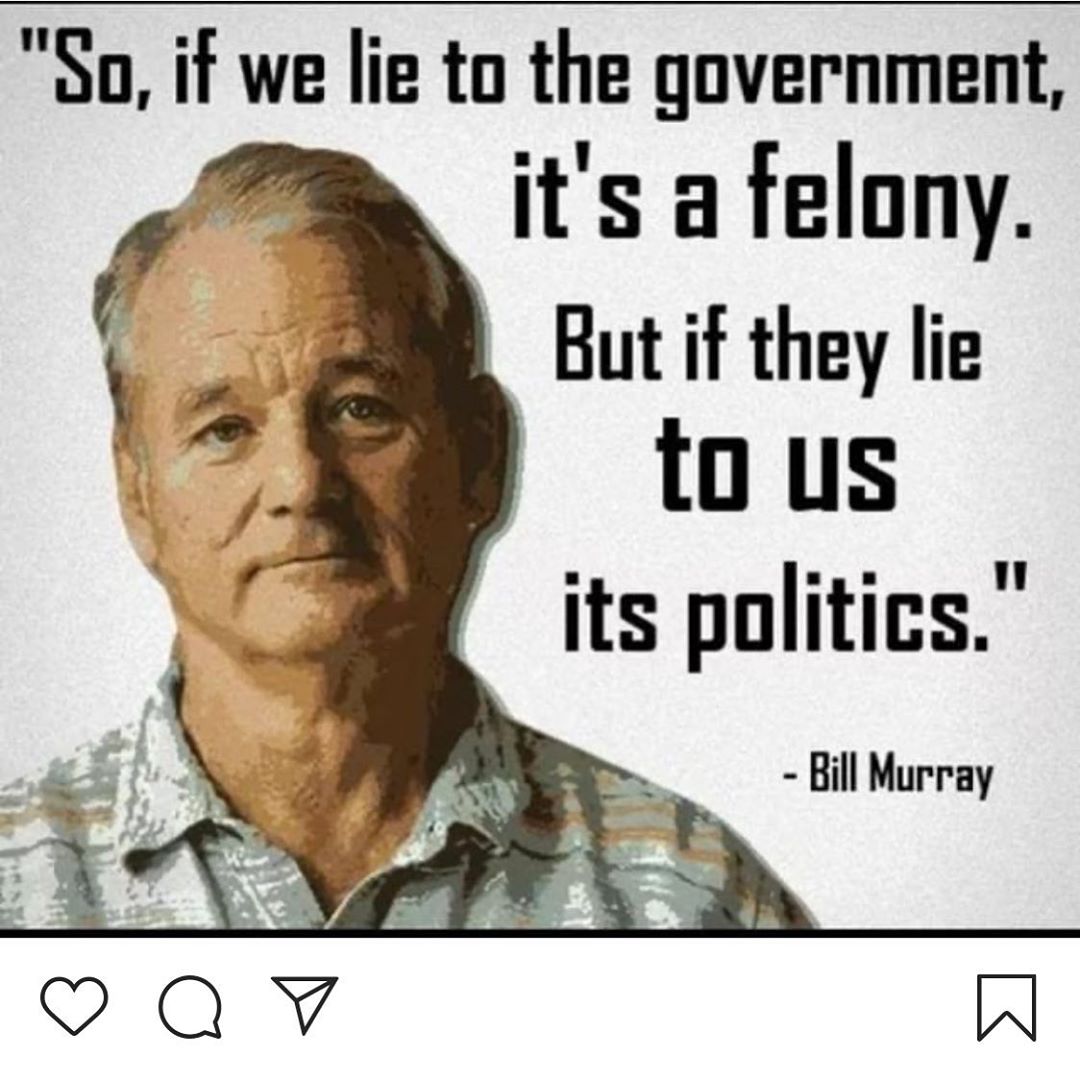 "So, if we lie to the government,
it's a felony.
But if they lie
to us
its politics."
- Bill Murray